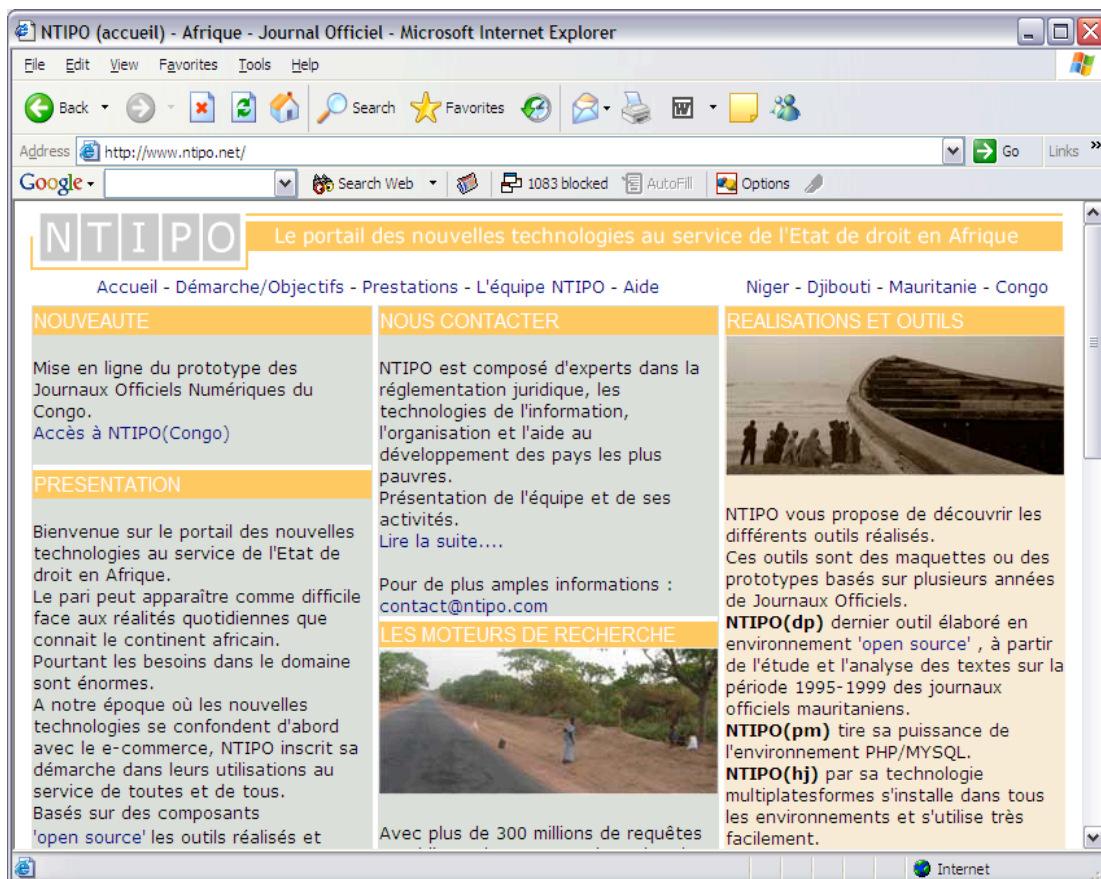 NTIPO (accueil) - Afrique - Journal Officiel - Microsoft Internet Explorer
File Edit View Favorites Tools Help
Back Search Favorites
Address http://www.ntipo.net/ Go Links »
Google Search Web 1083 blocked AutoFill Options
NTIPO
Le portail des nouvelles technologies au service de l'Etat de droit en Afrique
Accueil - Démarche/Objectifs - Prestations - L'équipe NTIPO - Aide
Niger - Djibouti - Mauritanie - Congo
NOUVEAUTE
Mise en ligne du prototype des
Journaux Officiels Numériques du
Congo.
Accès à NTIPO(Congo)
PRESENTATION
Bienvenue sur le portail des nouvelles
technologies au service de l'Etat de
droit en Afrique.
Le pari peut apparaître comme difficile
face aux réalités quotidiennes que
connait le continent africain.
Pourtant les besoins dans le domaine
sont énormes.
A notre époque où les nouvelles
technologies se confondent d'abord
avec le e-commerce, NTIPO inscrit sa
démarche dans leurs utilisations au
service de toutes et de tous.
Basés sur des composants
'open source' les outils réalisés et
NOUS CONTACTER
NTIPO est composé d'experts dans la
réglementation juridique, les
technologies de l'information,
l'organisation et l'aide au
développement des pays les plus
pauvres.
Présentation de l'équipe et de ses
activités.
Lire la suite....
Pour de plus amples informations :
contact@ntipo.com
LES MOTEURS DE RECHERCHE
Avec plus de 300 millions de requêtes
REALISATIONS ET OUTILS
NTIPO vous propose de découvrir les
différents outils réalisés.
Ces outils sont des maquettes ou des
prototypes basés sur plusieurs années
de Journaux Officiels.
NTIPO(dp) dernier outil élaboré en
environnement 'open source' , à partir
de l'étude et l'analyse des textes sur la
période 1995-1999 des journaux
officiels mauritaniens.
NTIPO(pm) tire sa puissance de
l'environnement PHP/MYSQL.
NTIPO(hj) par sa technologie
multiplatesformes s'installe dans tous
les environnements et s'utilise très
facilement.
Internet